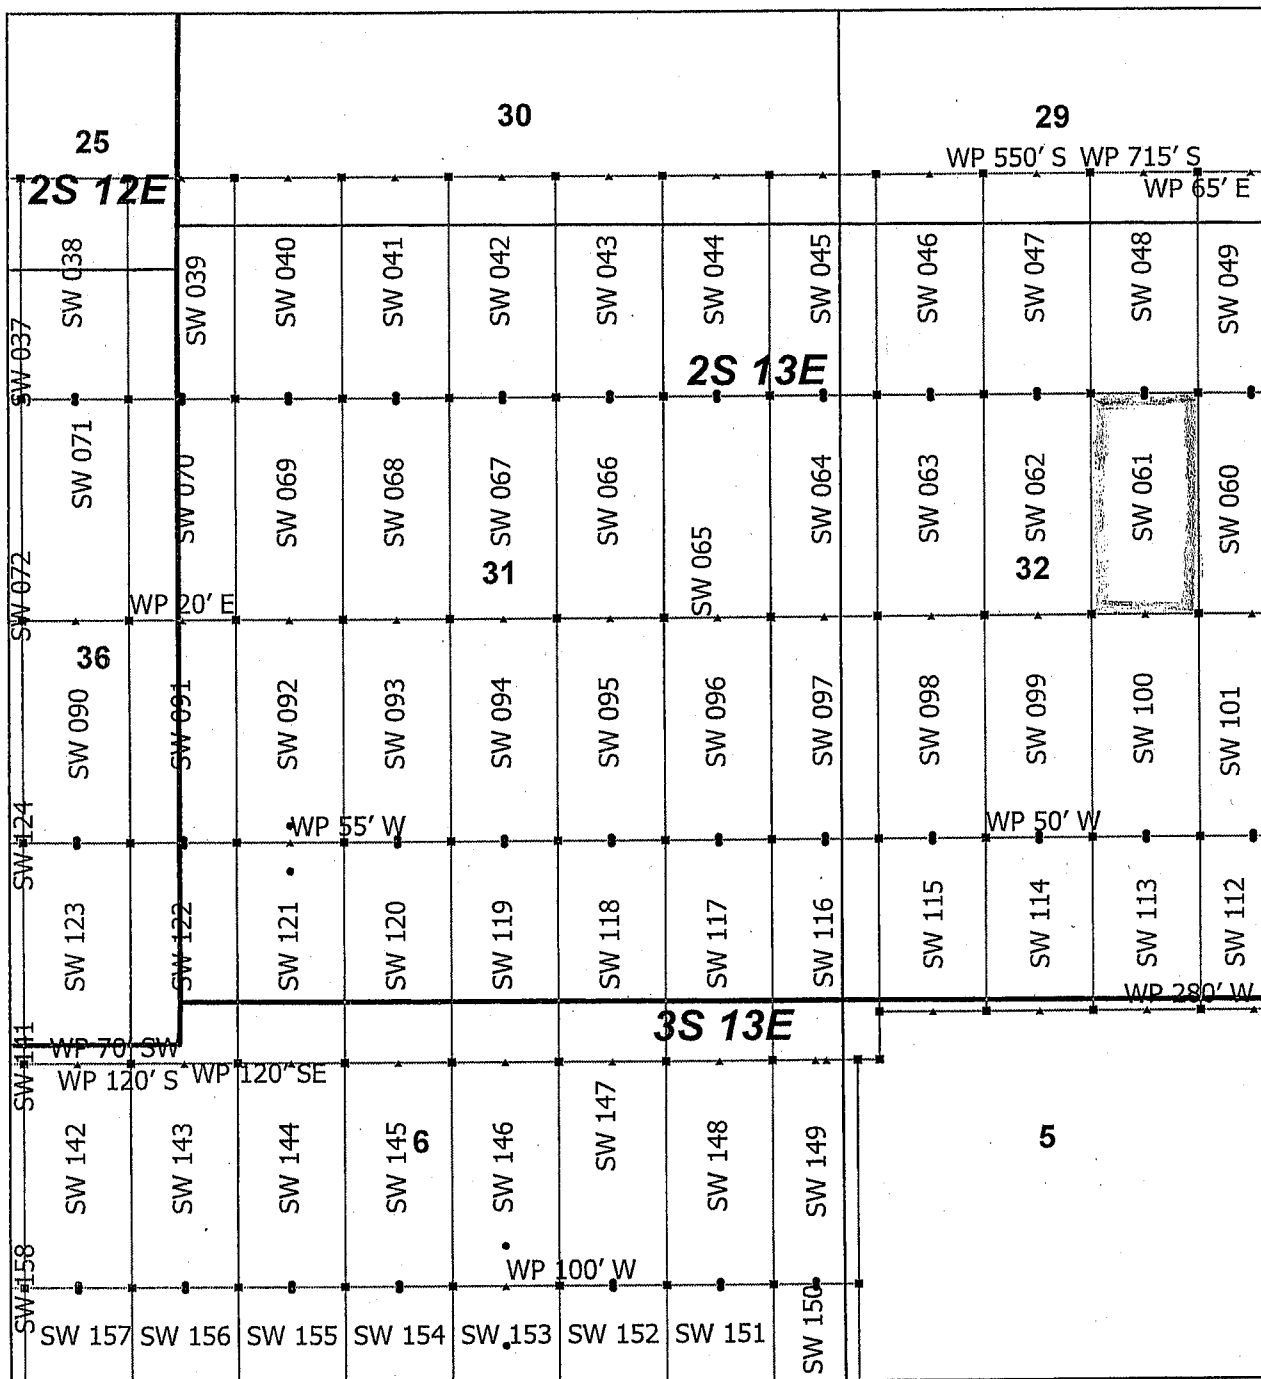 30
29
25
WP 550' S WP 715' S
2S 12E
WP 65' E
SW 037
SW 038
SW 039
SW 040
SW 041
SW 042
SW 043
SW 044
SW 045
SW 046
SW 047
SW 048
SW 049
2S 13E
SW 072
SW 071
SW 070
SW 069
SW 068
SW 067
SW 066
SW 065
SW 064
SW 063
SW 062
SW 061
SW 060
31
32
WP 20' E
36
SW 090
SW 091
SW 092
SW 093
SW 094
SW 095
SW 096
SW 097
SW 098
SW 099
SW 100
SW 101
WP 55' W
WP 50' W
SW 124
SW 123
SW 122
SW 121
SW 120
SW 119
SW 118
SW 117
SW 116
SW 115
SW 114
SW 113
SW 112
WP 280' W
3S 13E
WP 70' SW
WP 120' S
WP 120' SE
SW 141
SW 142
SW 143
SW 144
SW 145
6
SW 146
SW 147
SW 148
SW 149
5
WP 100' W
SW 158
SW 157
SW 156
SW 155
SW 154
SW 153
SW 152
SW 151
SW 150